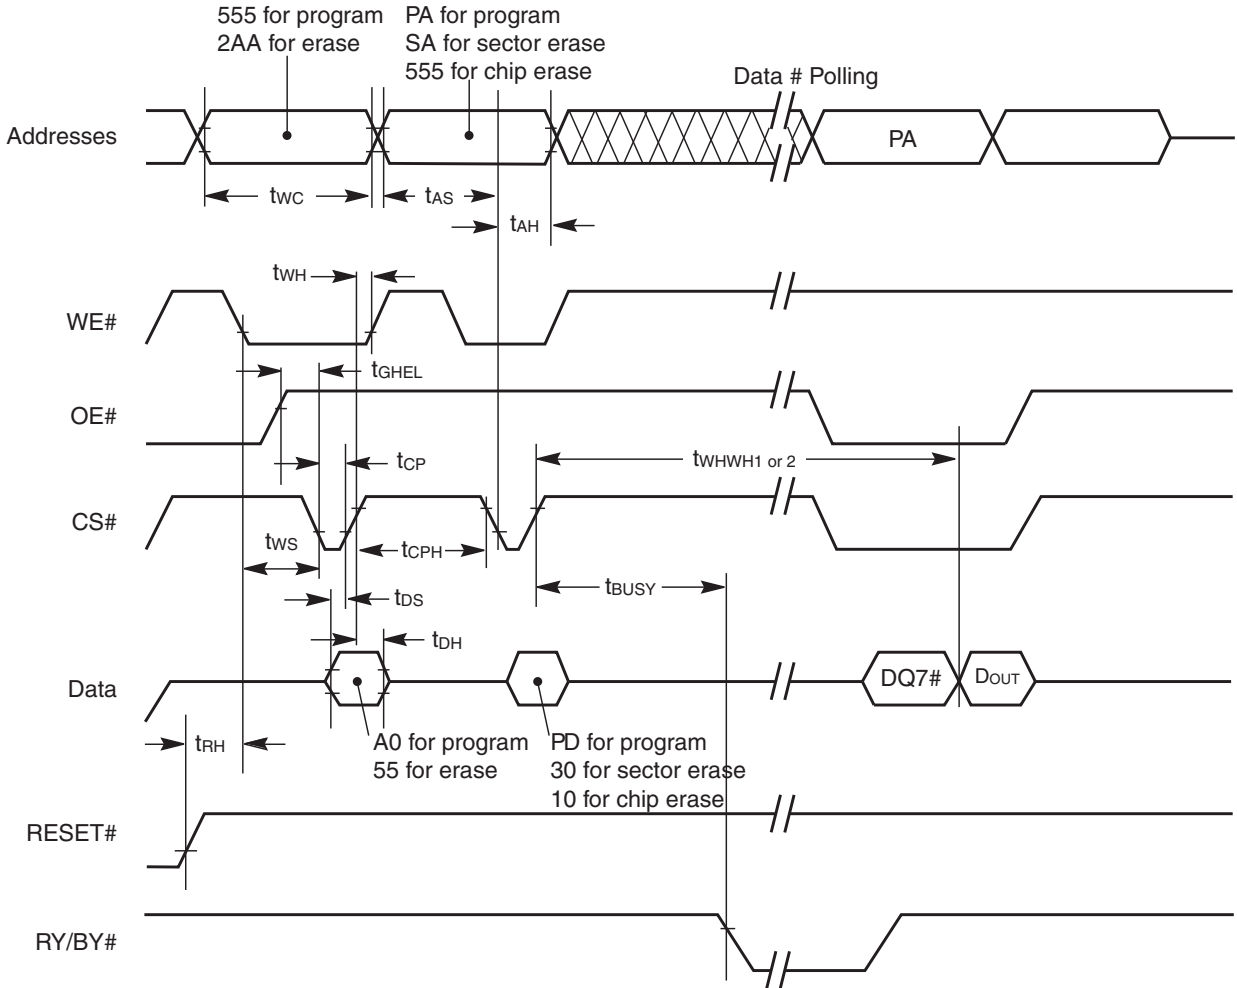 555 for program
2AA for erase
PA for program
SA for sector erase
555 for chip erase
Data # Polling
Addresses
PA
tWC
tAS
tAH
tWH
WE#
tGHEL
OE#
tCP
tWHWH1 or 2
CS#
tWS
tCPH
tBUSY
tDS
tDH
Data
DQ7#
DOUT
tRH
A0 for program
55 for erase
PD for program
30 for sector erase
10 for chip erase
RESET#
RY/BY#